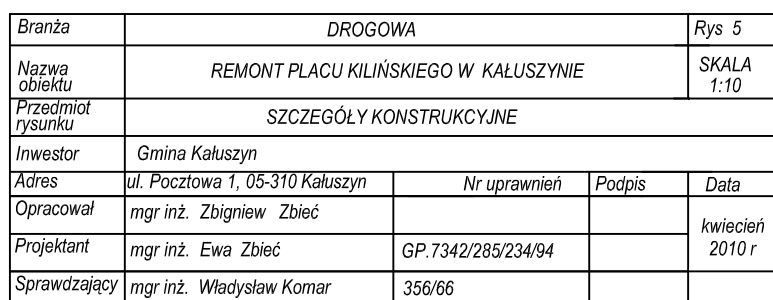 Branża DROGOWA Rys 5
Nazwa obiektu REMONT PLACU KILIŃSKIEGO W KAŁUSZYNIE SKALA 1:10
Przedmiot rysunku SZCZEGÓŁY KONSTRUKCYJNE
Inwestor Gmina Kałuszyn
Adres ul. Pocztowa 1, 05-310 Kałuszyn Nr uprawnień Podpis Data
Opracował mgr inż. Zbigniew Zbieć kwiecień 2010 r
Projektant mgr inż. Ewa Zbieć GP.7342/285/234/94
Sprawdzający mgr inż. Władysław Komar 356/66